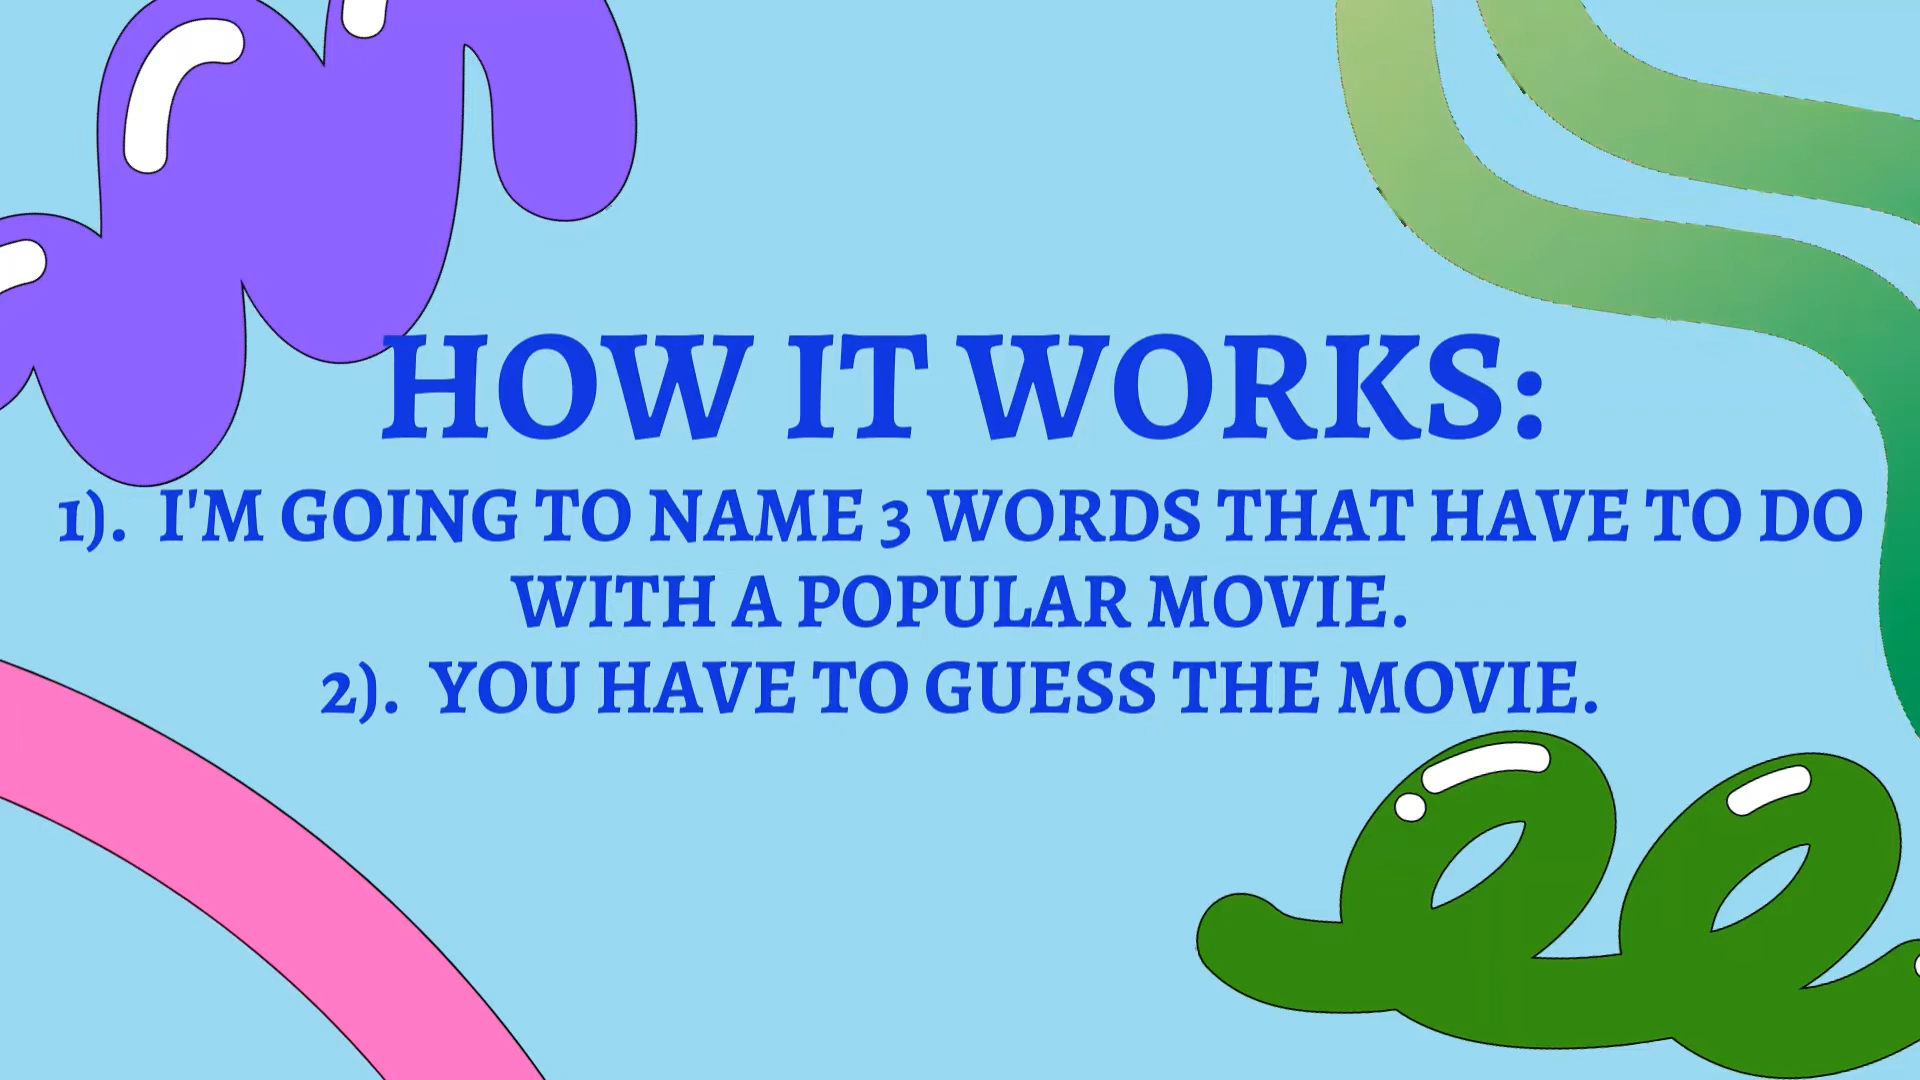 HOW IT WORKS:
1).  I'M GOING TO NAME 3 WORDS THAT HAVE TO DO
WITH A POPULAR MOVIE.
2).  YOU HAVE TO GUESS THE MOVIE.